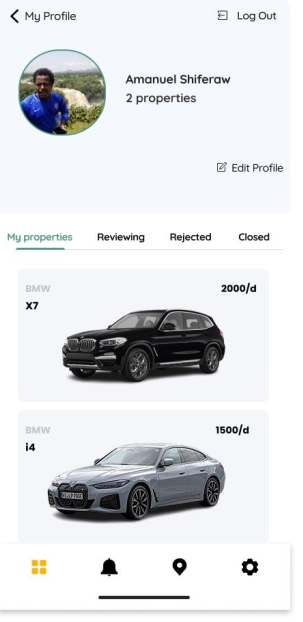 My Profile
Log Out
Amanuel Shiferaw
2 properties
Edit Profile
My properties Reviewing Rejected Closed
BMW 2000/d
X7
BMW 1500/d
i4